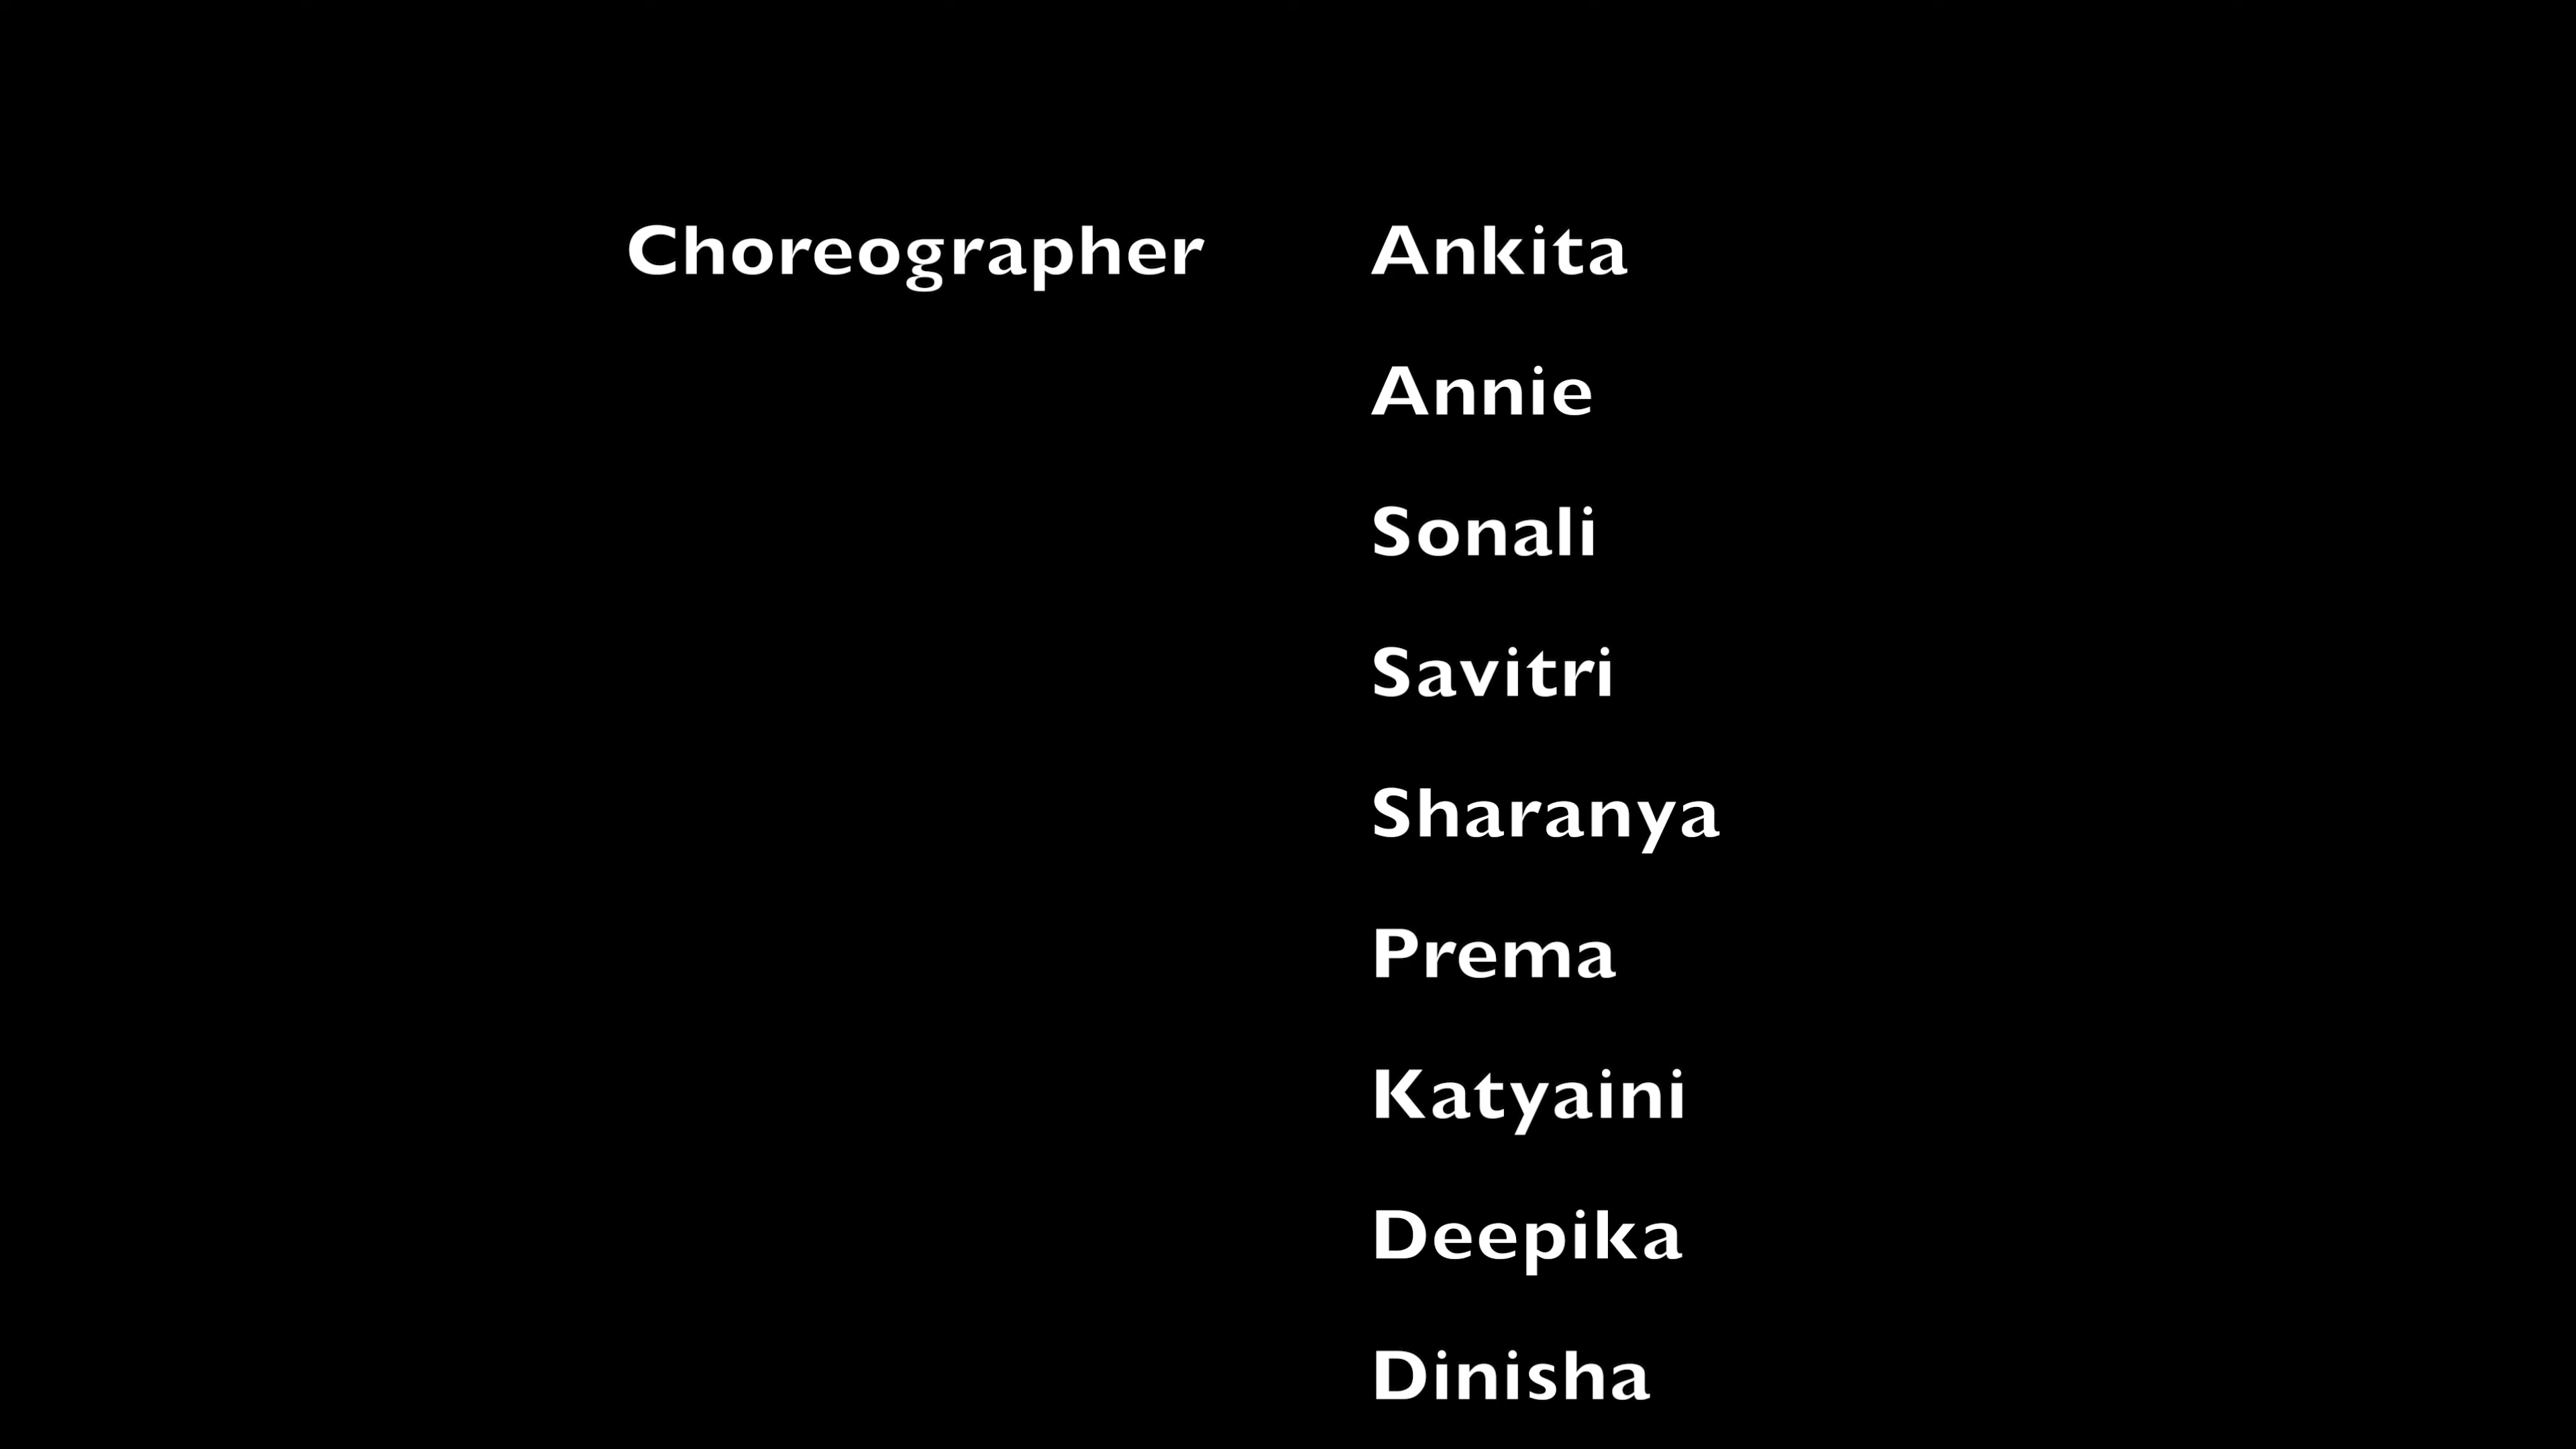 Choreographer Ankita
Annie
Sonali
Savitri
Sharanya
Prema
Katyaini
Deepika
Dinisha